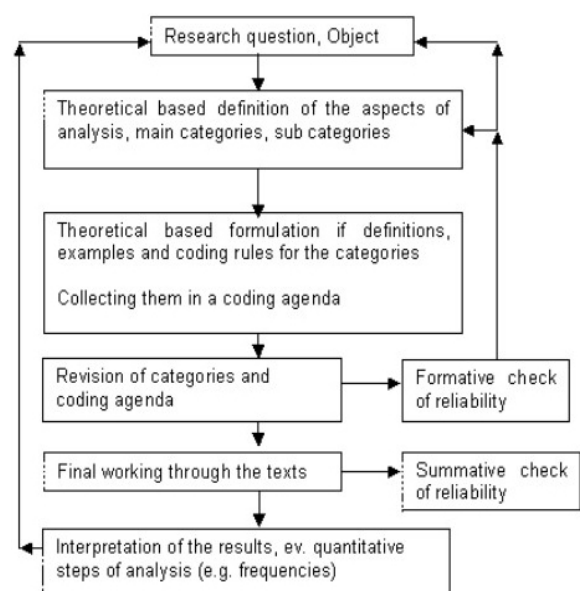 Research question, Object
Theoretical based definition of the aspects of
analysis, main categories, sub categories
Theoretical based formulation if definitions,
examples and coding rules for the categories
Collecting them in a coding agenda
Revision of categories and
coding agenda
Formative check
of reliability
Final working through the texts
Summative check
of reliability
Interpretation of the results, ev. quantitative
steps of analysis (e.g. frequencies)